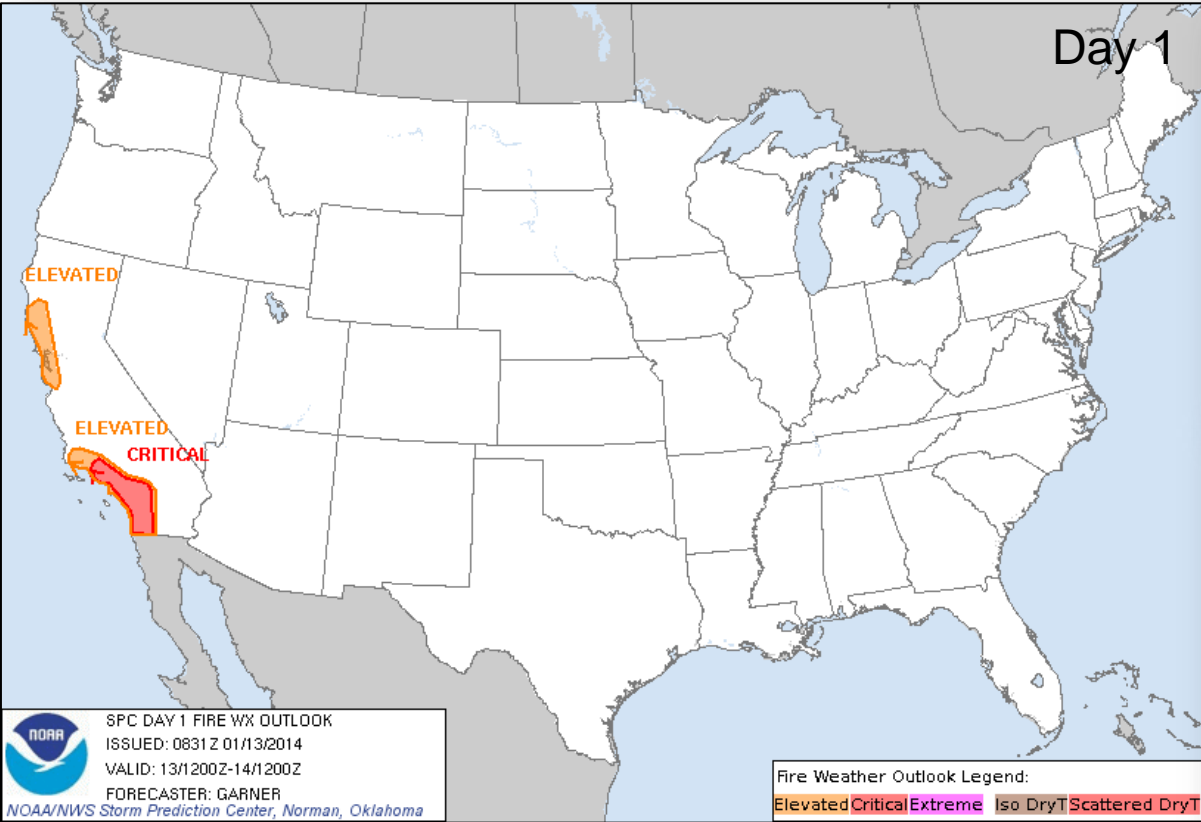 Day 1
ELEVATED
ELEVATED
CRITICAL
NOAA
SPC DAY 1 FIRE WX OUTLOOK
ISSUED: 0831Z 01/13/2014
VALID: 13/1200Z-14/1200Z
FORECASTER: GARNER
NOAA/NWS Storm Prediction Center, Norman, Oklahoma
Fire Weather Outlook Legend:
Elevated Critical Extreme Iso DryT Scattered DryT